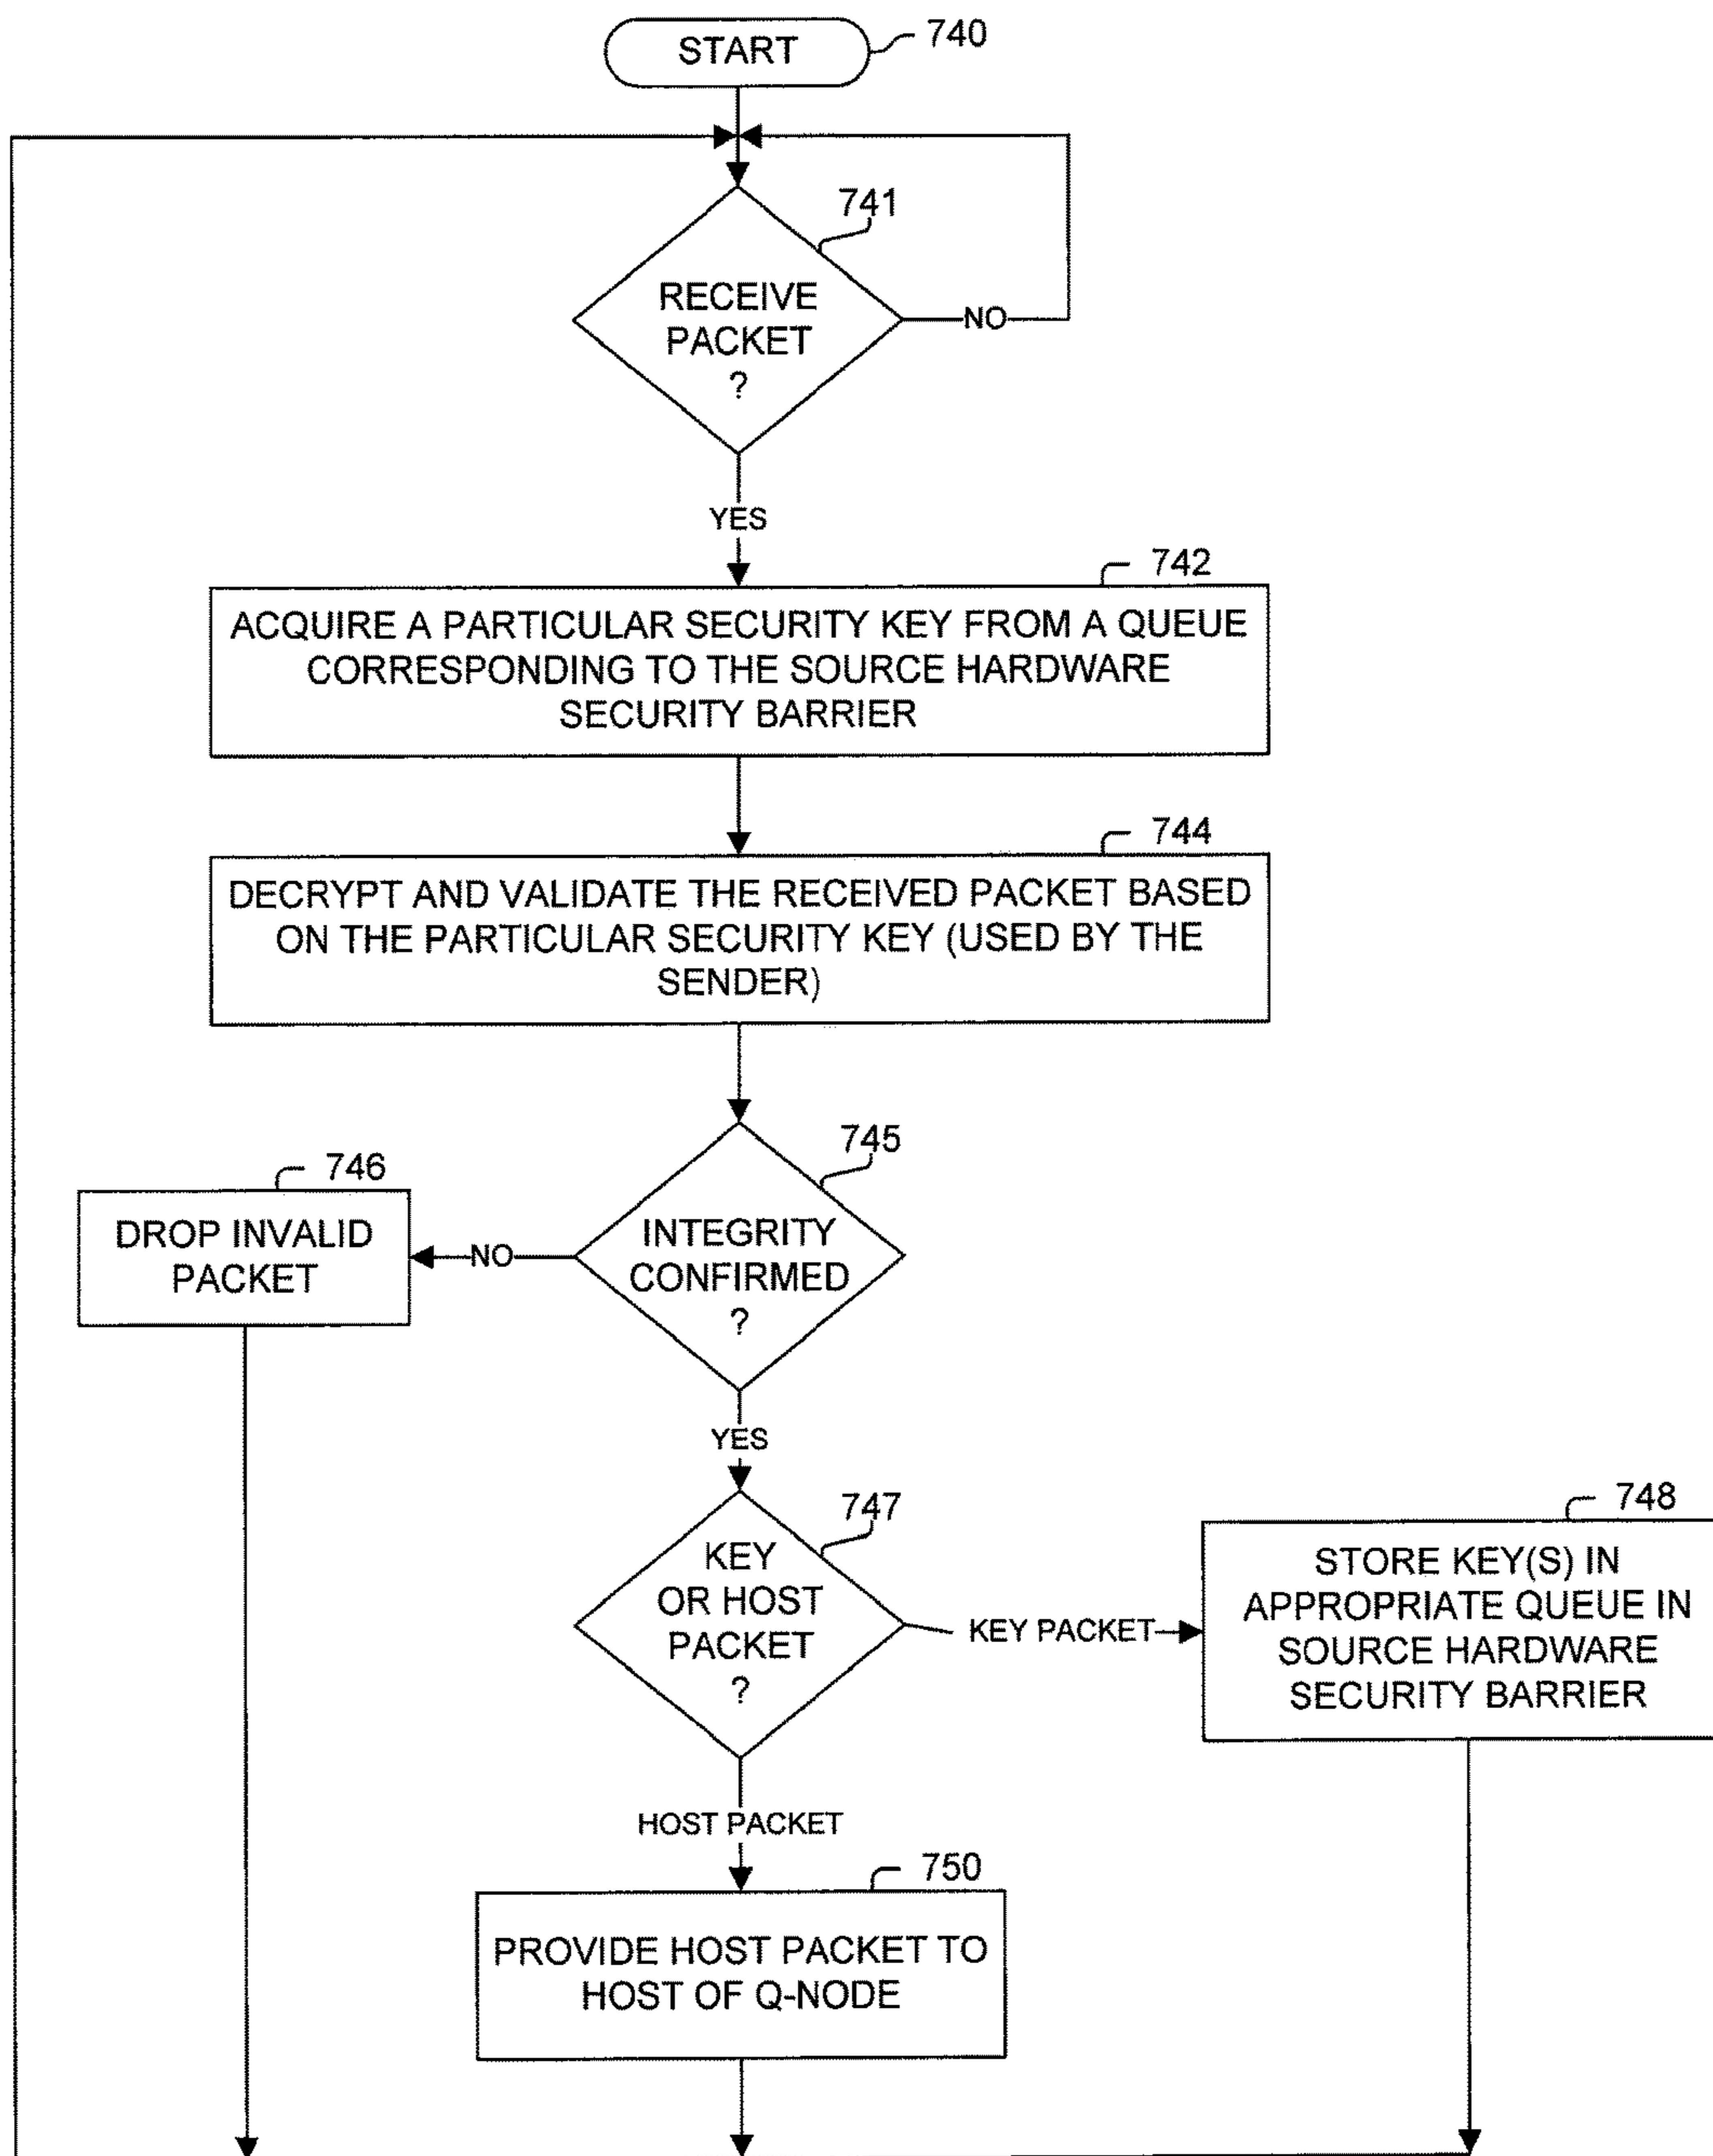 START
740
741
RECEIVE
PACKET
?
NO
YES
742
ACQUIRE A PARTICULAR SECURITY KEY FROM A QUEUE
CORRESPONDING TO THE SOURCE HARDWARE
SECURITY BARRIER
744
DECRYPT AND VALIDATE THE RECEIVED PACKET BASED
ON THE PARTICULAR SECURITY KEY (USED BY THE
SENDER)
745
INTEGRITY
CONFIRMED
?
NO
746
DROP INVALID
PACKET
YES
747
KEY
OR HOST
PACKET
?
KEY PACKET
748
STORE KEY(S) IN
APPROPRIATE QUEUE IN
SOURCE HARDWARE
SECURITY BARRIER
HOST PACKET
750
PROVIDE HOST PACKET TO
HOST OF Q-NODE